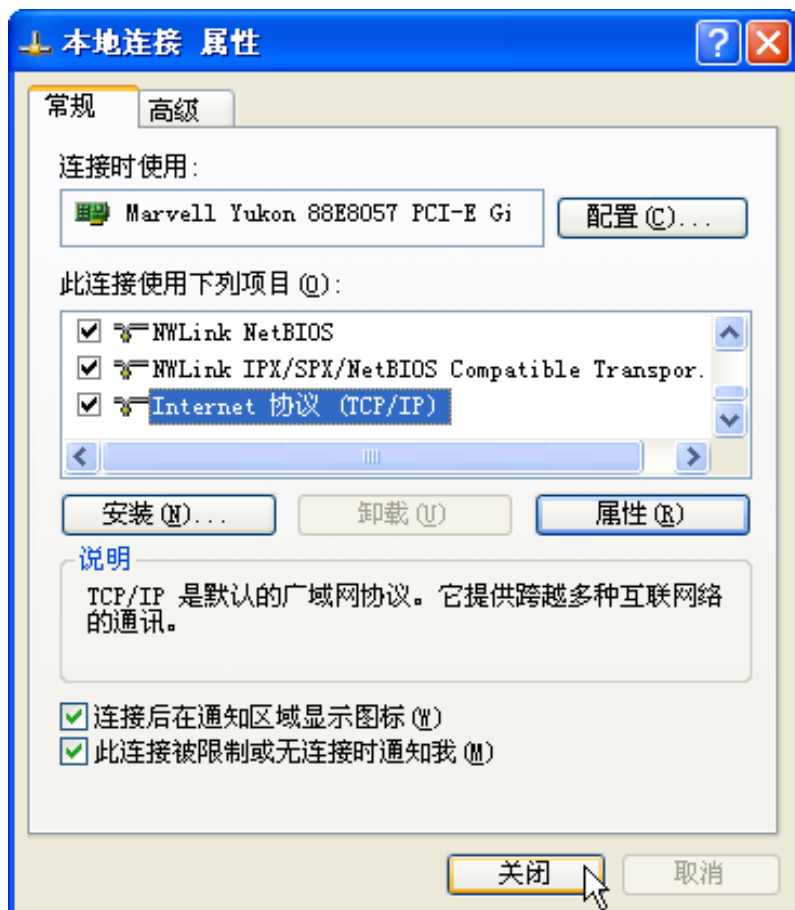 本地连接 属性
常规 高级
连接时使用:
Marvell Yukon 88E8057 PCI-E Gi 配置(C)...
此连接使用下列项目(O):
NWLink NetBIOS
NWLink IPX/SPX/NetBIOS Compatible Transpor.
Internet 协议 (TCP/IP)
安装(N)... 卸载(U) 属性(R)
说明
TCP/IP 是默认的广域网协议。它提供跨越多种互联网络
的通讯。
连接后在通知区域显示图标(W)
此连接被限制或无连接时通知我(M)
关闭 取消